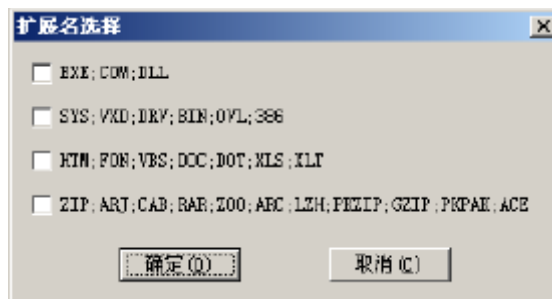 扩展名选择
EXE;COM;DLL
SYS;VXD;DRV;BIN;OVL;386
HTM;FON;VBS;DOC;DOT;XLS;XLT
ZIP;ARJ;CAB;RAR;ZOO;ARC;LZH;PKZIP;GZIP;PKPAK;ACE
确定(O) 取消(C)